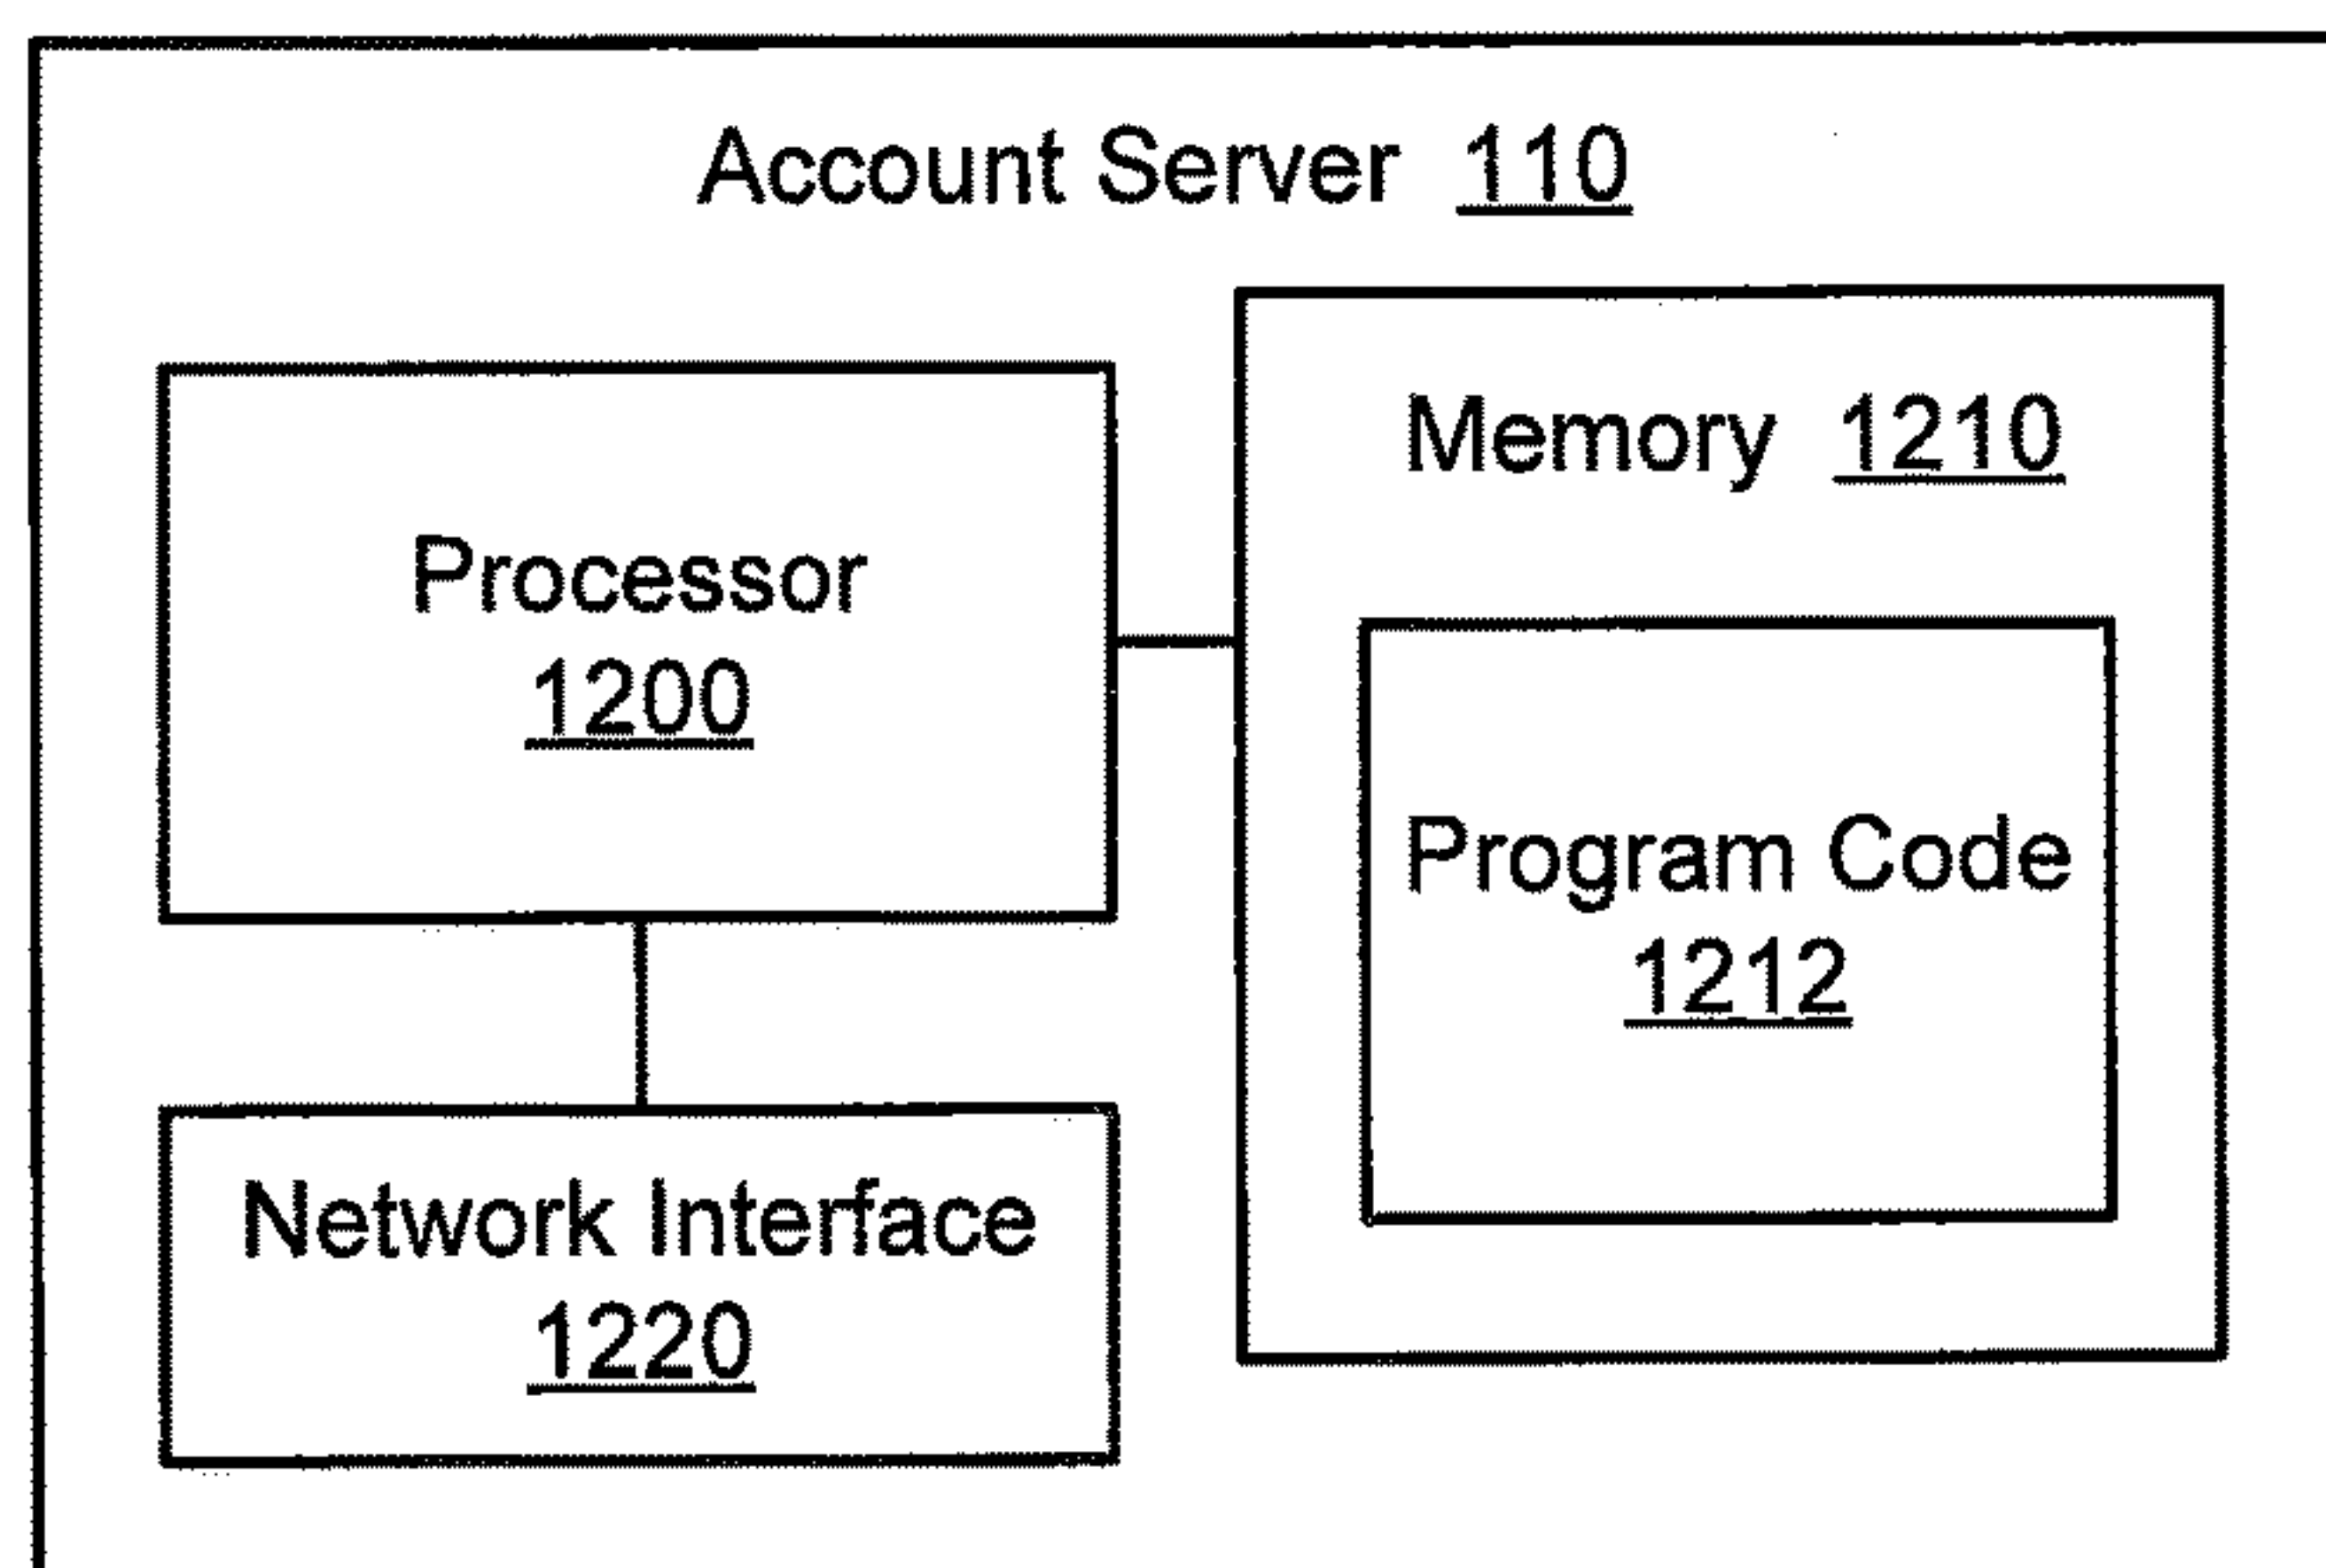 Account Server 110
Memory 1210
Processor
1200
Program Code
1212
Network Interface
1220